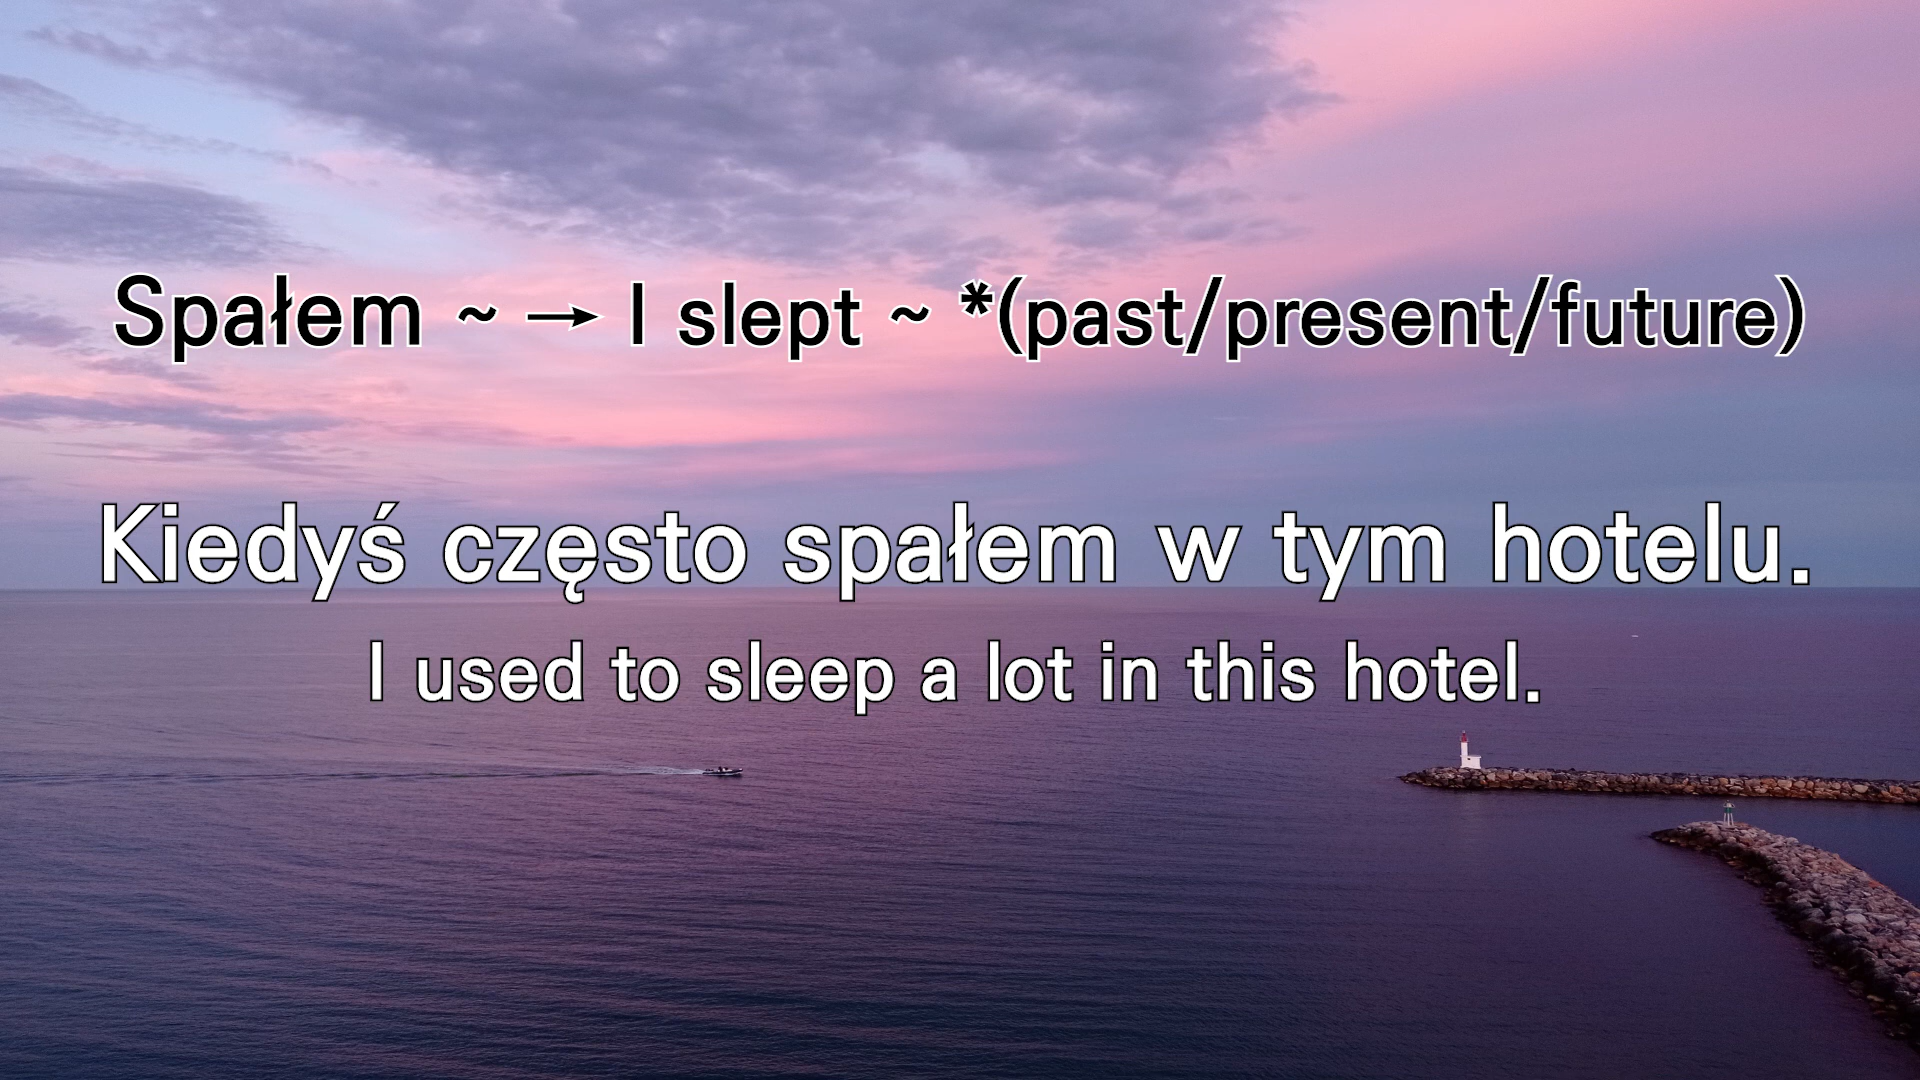 Spałem ~ → I slept ~ *(past/present/future)
Kiedyś często spałem w tym hotelu.
I used to sleep a lot in this hotel.